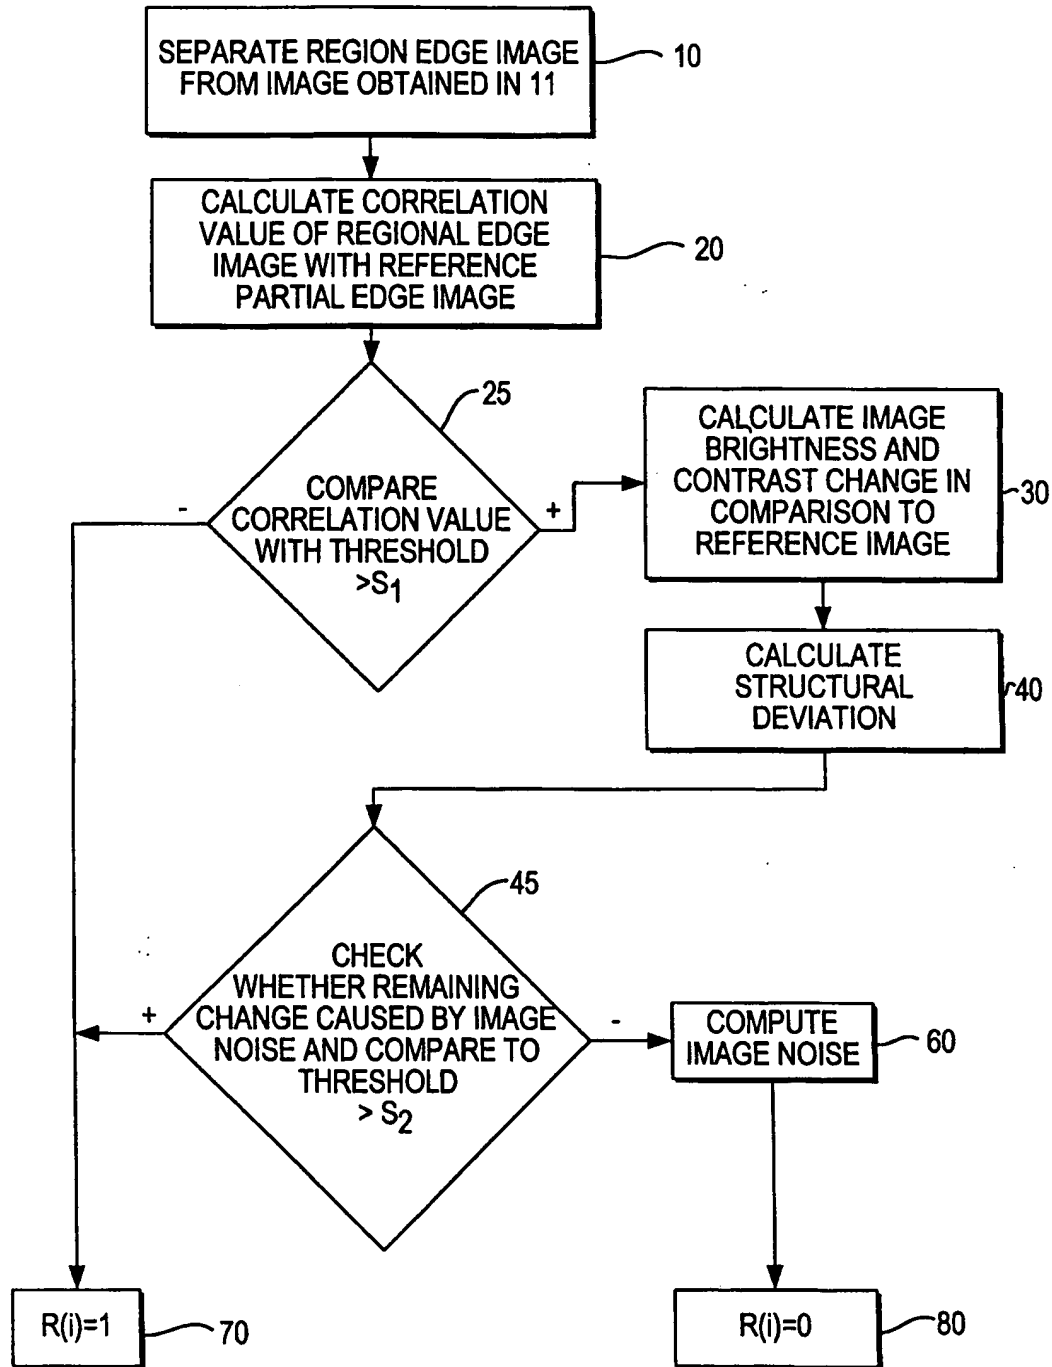 SEPARATE REGION EDGE IMAGE
FROM IMAGE OBTAINED IN 11
10
CALCULATE CORRELATION
VALUE OF REGIONAL EDGE
IMAGE WITH REFERENCE
PARTIAL EDGE IMAGE
20
25
COMPARE
CORRELATION VALUE
WITH THRESHOLD
>S1
-
+
CALCULATE IMAGE
BRIGHTNESS AND
CONTRAST CHANGE IN
COMPARISON TO
REFERENCE IMAGE
30
CALCULATE
STRUCTURAL
DEVIATION
40
45
CHECK
WHETHER REMAINING
CHANGE CAUSED BY IMAGE
NOISE AND COMPARE TO
THRESHOLD
> S2
+
-
COMPUTE
IMAGE NOISE
60
R(i)=1
70
R(i)=0
80